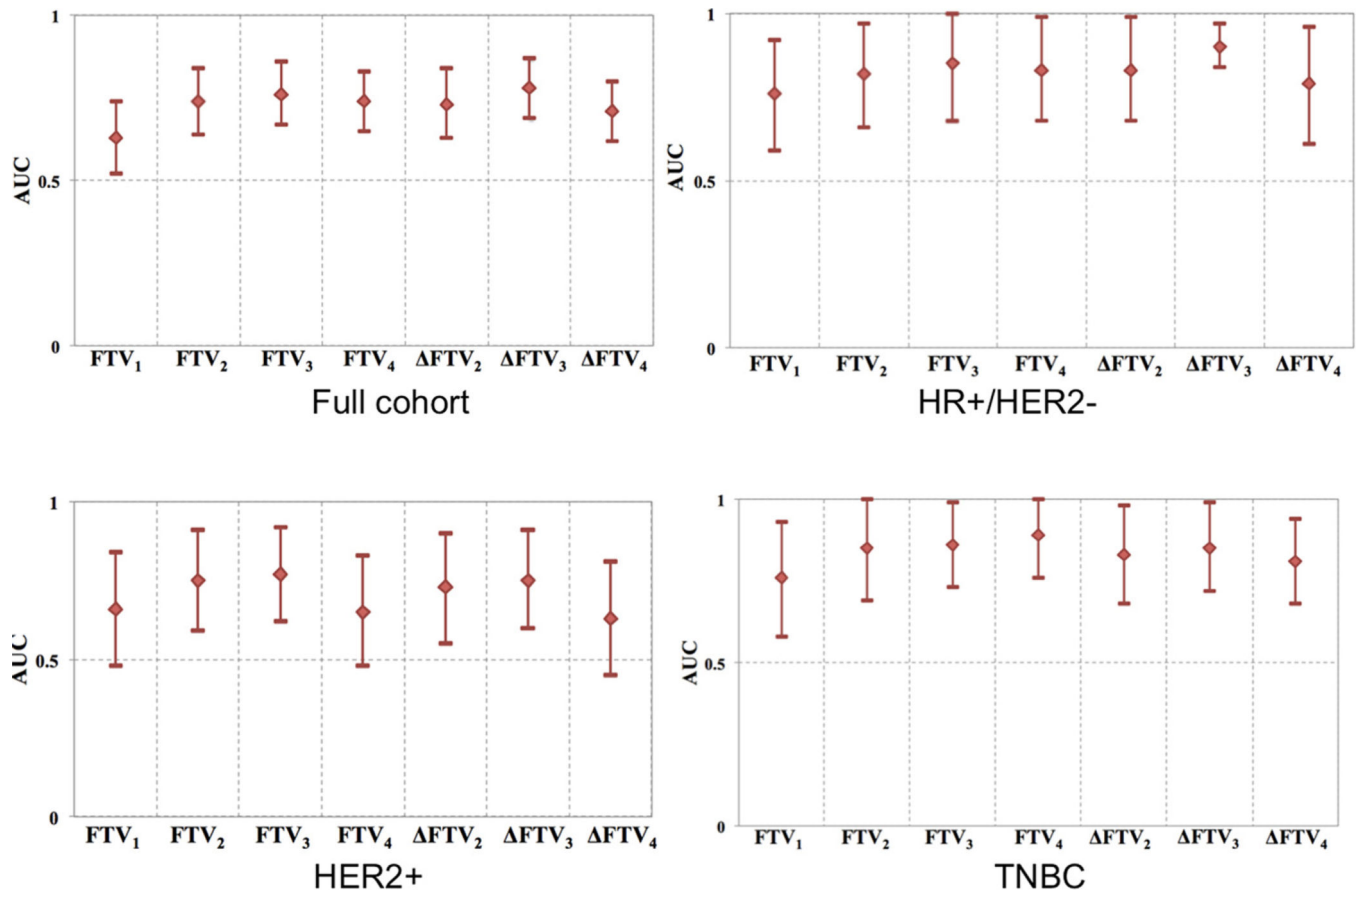 1
AUC
0.5
0
FTV₁ FTV₂ FTV₃ FTV₄ ΔFTV₂ ΔFTV₃ ΔFTV₄
Full cohort
1
AUC
0.5
0
FTV₁ FTV₂ FTV₃ FTV₄ ΔFTV₂ ΔFTV₃ ΔFTV₄
HR+/HER2-
1
AUC
0.5
0
FTV₁ FTV₂ FTV₃ FTV₄ ΔFTV₂ ΔFTV₃ ΔFTV₄
HER2+
1
AUC
0.5
0
FTV₁ FTV₂ FTV₃ FTV₄ ΔFTV₂ ΔFTV₃ ΔFTV₄
TNBC